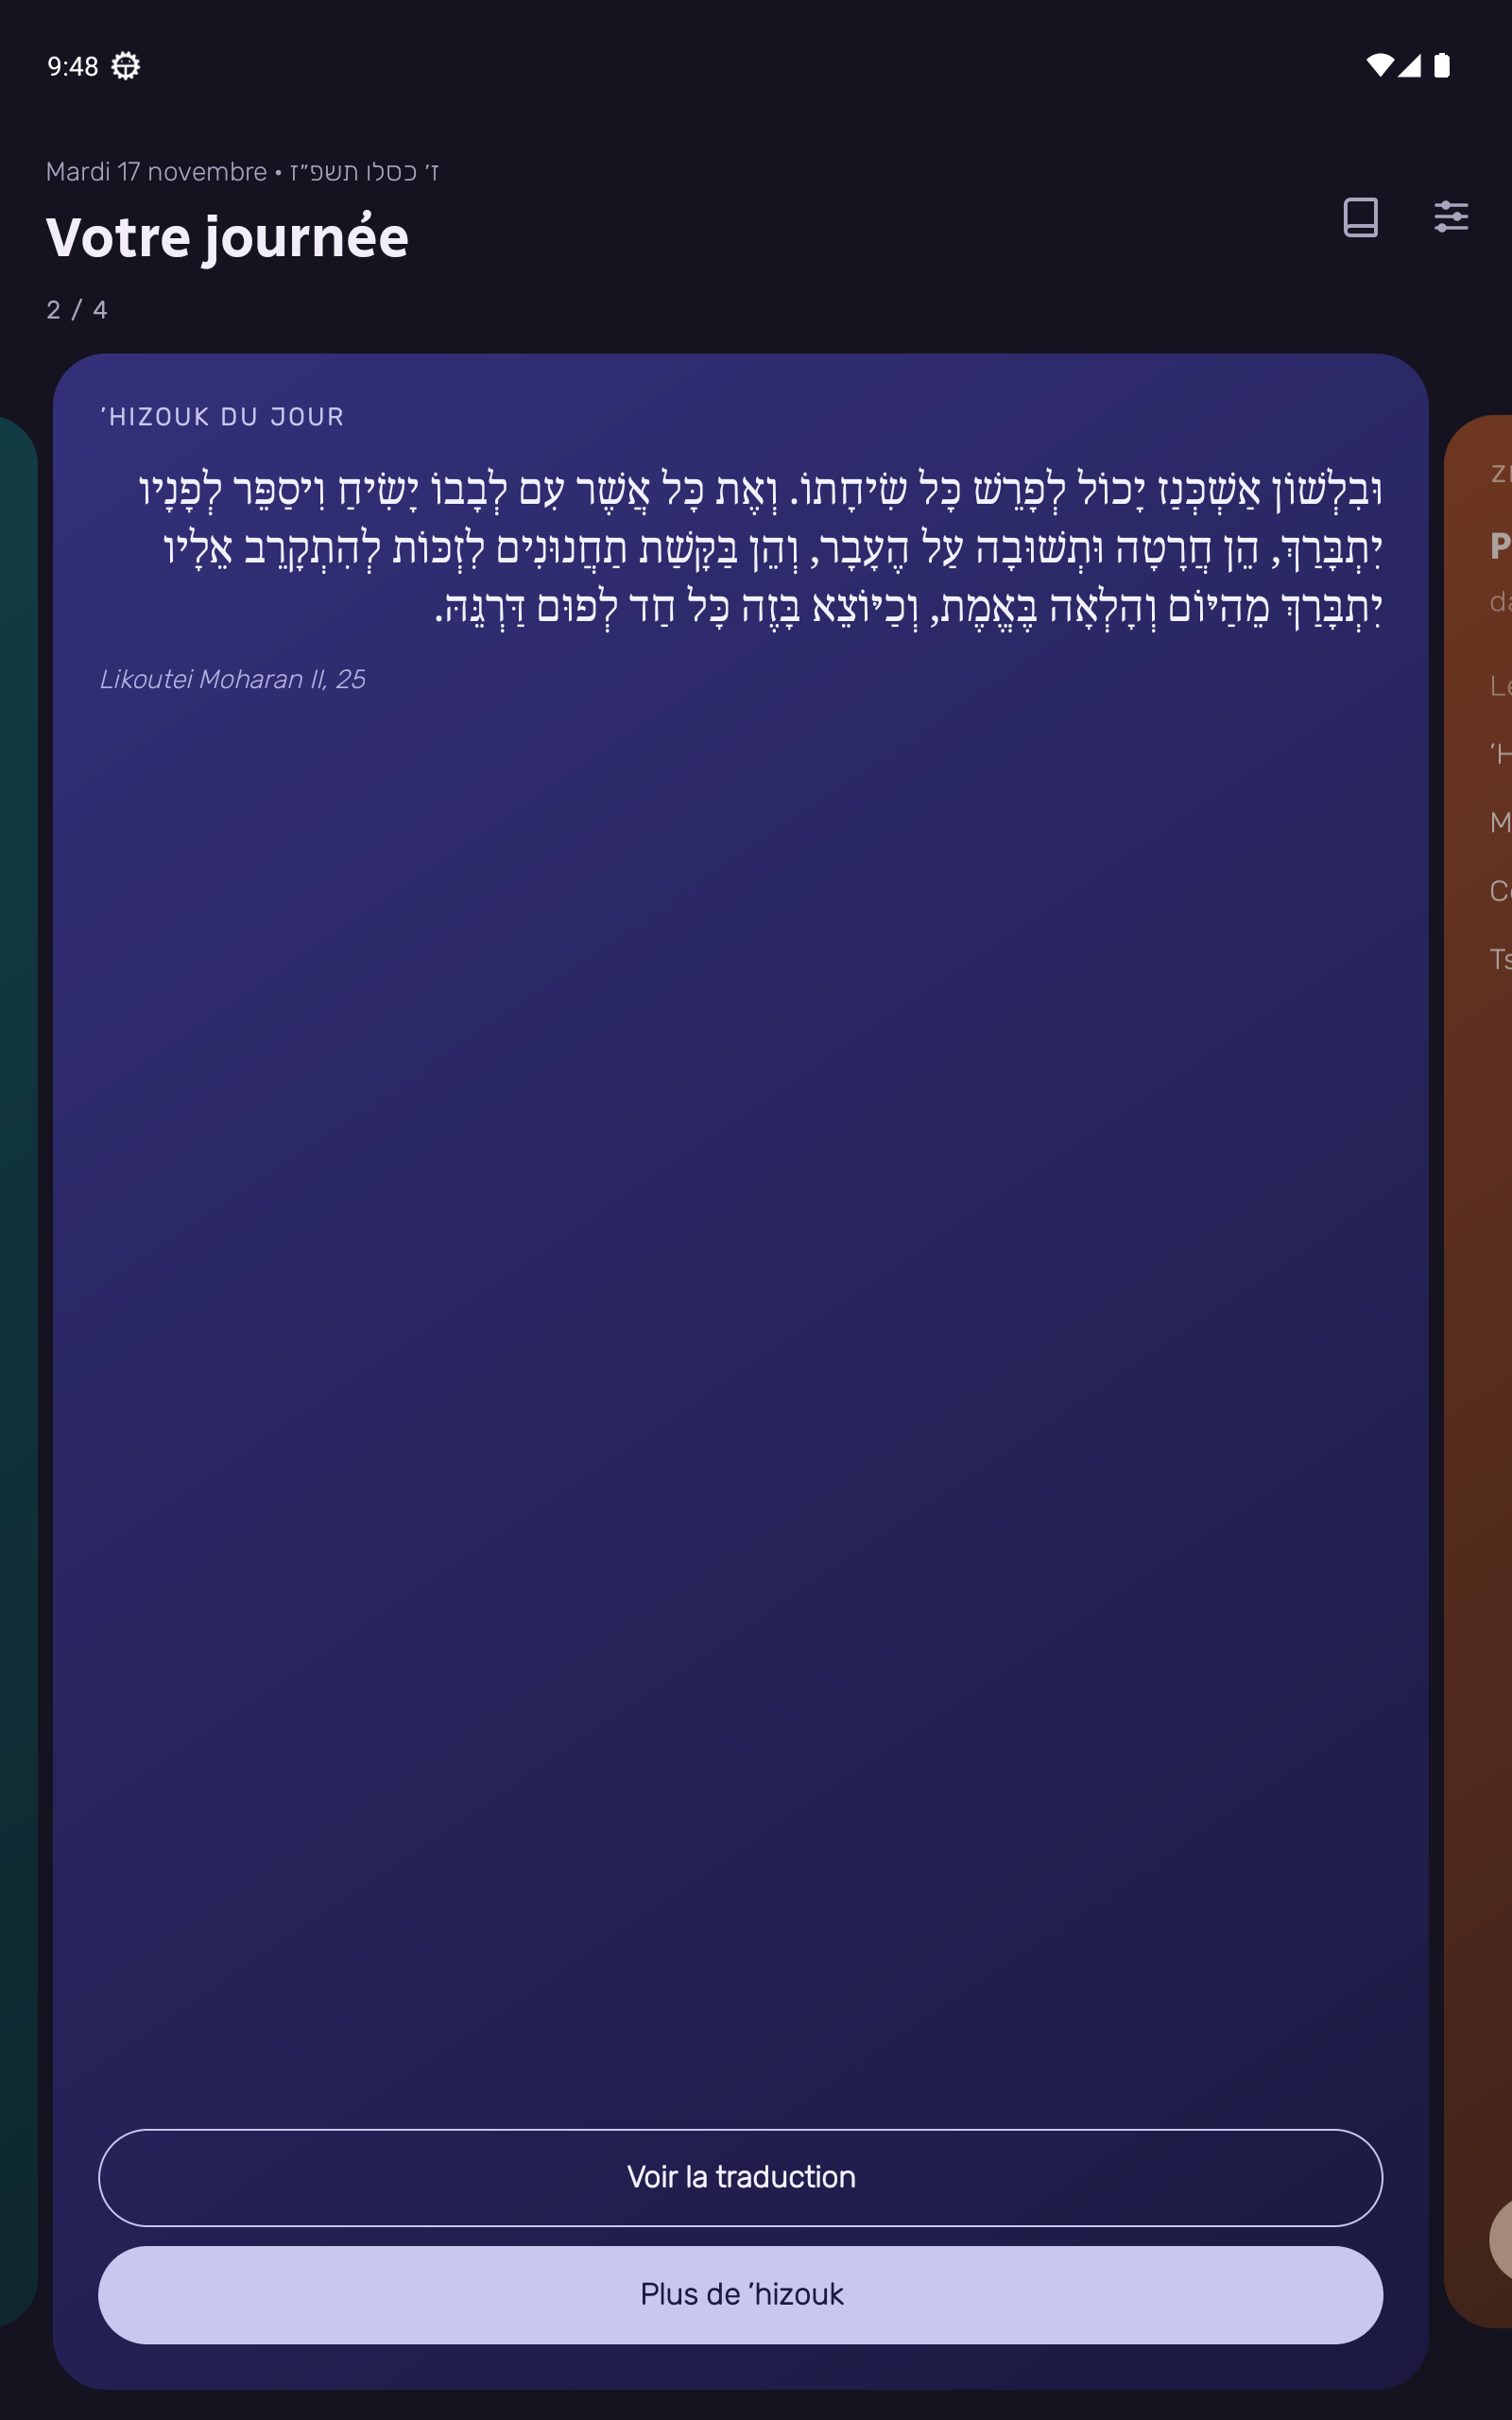 9:48
Mardi 17 novembre • ז׳ כסלו תשפ״ז
Votre journée
2 / 4
׳HIZOUK DU JOUR
וּבִלְשׁוֹן אַשְׁכְּנַז יָכוֹל לְפָרֵשׁ כָּל שִׂיחָתוֹ. וְאֶת כָּל אֲשֶׁר עִם לְבָבוֹ יָשִׂיחַ וִיסַפֵּר לְפָנָיו
יִתְבָּרַךְ, הֵן חֲרָטָה וּתְשׁוּבָה עַל הֶעָבָר, וְהֵן בַּקָּשַׁת תַּחֲנוּנִים לִזְכּוֹת לְהִתְקָרֵב אֵלָיו
יִתְבָּרַךְ מֵהַיּוֹם וְהָלְאָה בֶּאֱמֶת, וְכַיּוֹצֵא בָּזֶה כָּל חַד לְפוּם דַּרְגֵּהּ.
Likoutei Moharan II, 25
Voir la traduction
Plus de ׳hizouk